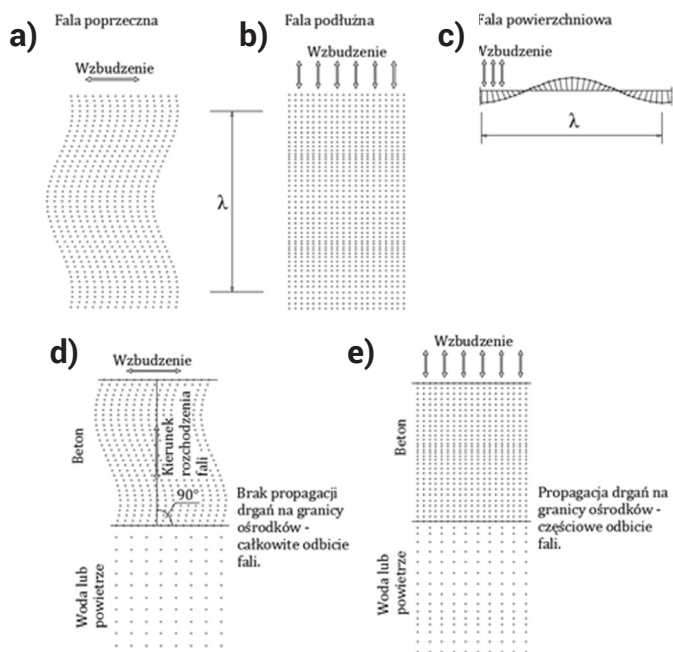 a)
Fala poprzeczna
Wzbudzenie
b)
Fala podłużna
Wzbudzenie
λ
c)
Fala powierzchniowa
Wzbudzenie
λ
d)
Wzbudzenie
Beton
Kierunek
rozchodzenia
fali
90°
Woda lub
powietrze
Brak propagacji
drgań na granicy
ośrodków -
całkowite odbicie
fali.
e)
Wzbudzenie
Beton
Woda lub
powietrze
Propagacja drgań na
granicy ośrodków -
częściowe odbicie
fali.